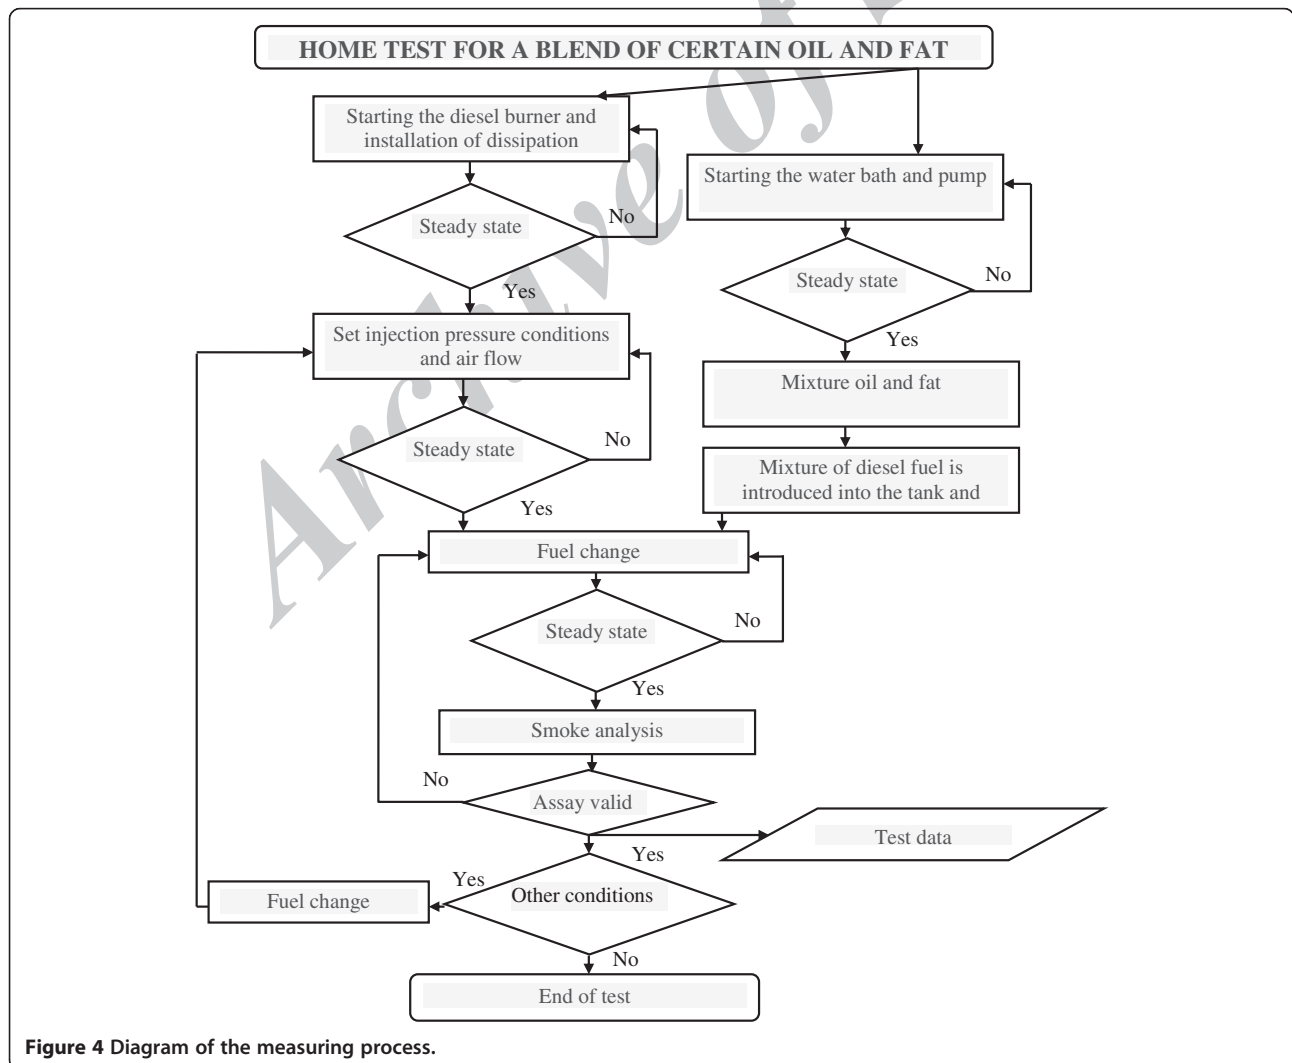 HOME TEST FOR A BLEND OF CERTAIN OIL AND FAT
Starting the diesel burner and
installation of dissipation
Steady state
No
Yes
Set injection pressure conditions
and air flow
Steady state
No
Yes
Starting the water bath and pump
Steady state
No
Yes
Mixture oil and fat
Mixture of diesel fuel is
introduced into the tank and
Fuel change
Steady state
No
Yes
Smoke analysis
Assay valid
No
Yes
Test data
Other conditions
Yes
Fuel change
No
End of test
Figure 4 Diagram of the measuring process.
Archive of